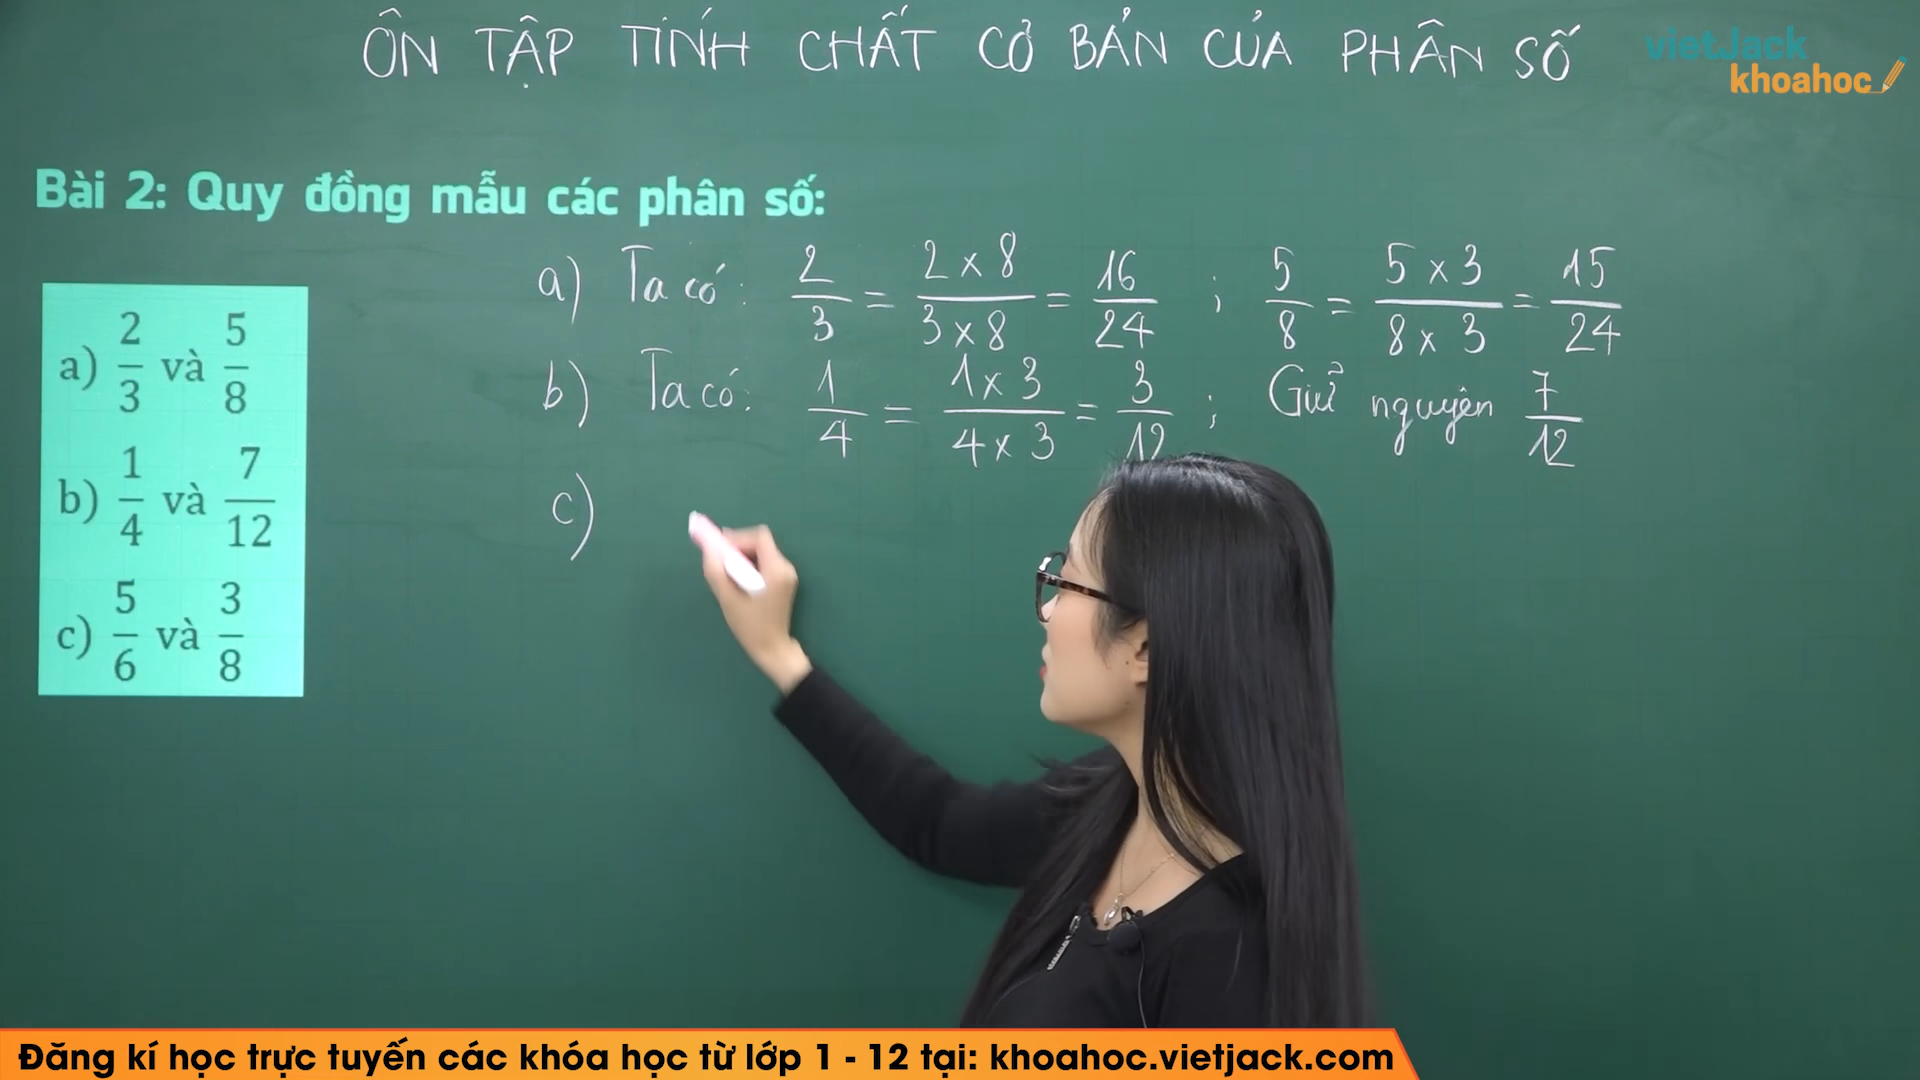 ÔN TẬP TÍNH CHẤT CƠ BẢN CỦA PHÂN SỐ
vietJack
khoahoc
Bài 2: Quy đồng mẫu các phân số:
a) 2/3 và 5/8
b) 1/4 và 7/12
c) 5/6 và 3/8
a) Ta có: 2/3 = 2 x 8/3 x 8 = 16/24 ; 5/8 = 5 x 3/8 x 3 = 15/24
b) Ta có: 1/4 = 1 x 3/4 x 3 = 3/12 ; Giữ nguyên 7/12
c)
Đăng kí học trực tuyến các khóa học từ lớp 1 - 12 tại: khoahoc.vietjack.com